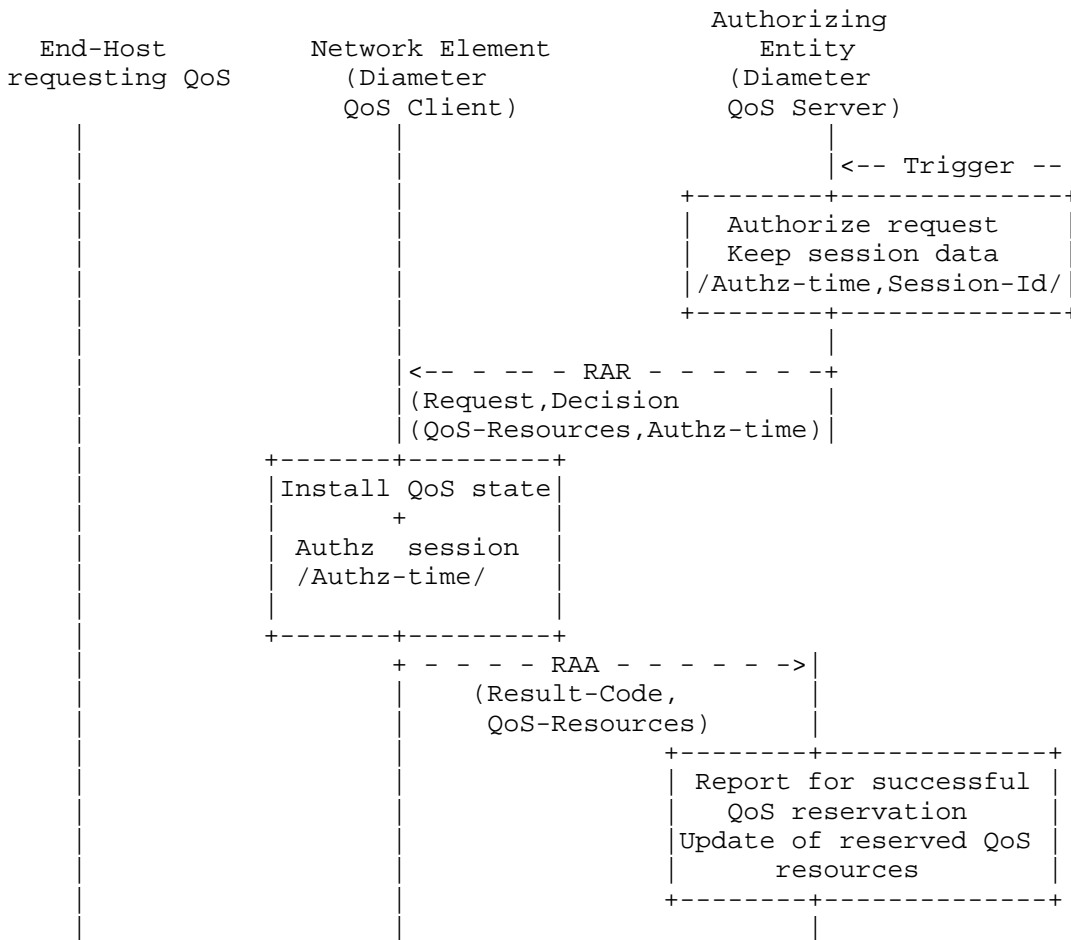 Authorizing
End-Host Network Element Entity
requesting QoS (Diameter (Diameter
QoS Client) QoS Server)
<-- Trigger --
Authorize request
Keep session data
/Authz-time,Session-Id/
<-- - -- - RAR - - - - - -+
(Request,Decision
(QoS-Resources,Authz-time)
Install QoS state
+
Authz session
/Authz-time/
+ - - - - RAA - - - - - ->
(Result-Code,
QoS-Resources)
Report for successful
QoS reservation
Update of reserved QoS
resources